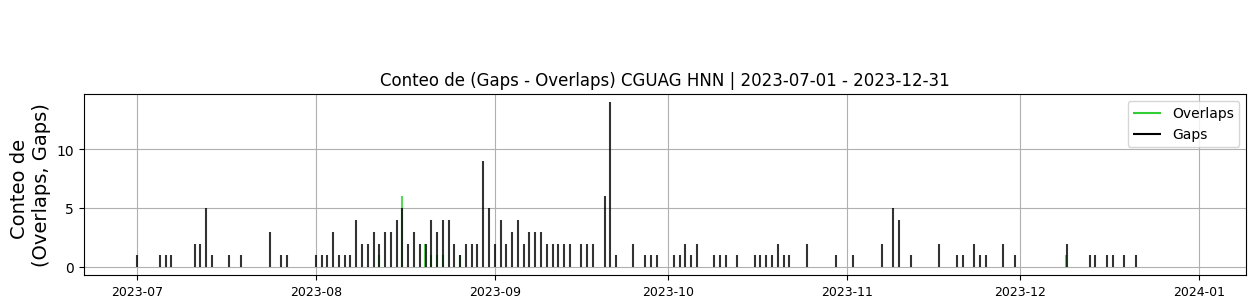 Conteo de (Gaps - Overlaps) CGUAG HNN | 2023-07-01 - 2023-12-31
Conteo de
(Overlaps, Gaps)
10
5
0
Overlaps
Gaps
2023-07
2023-08
2023-09
2023-10
2023-11
2023-12
2024-01